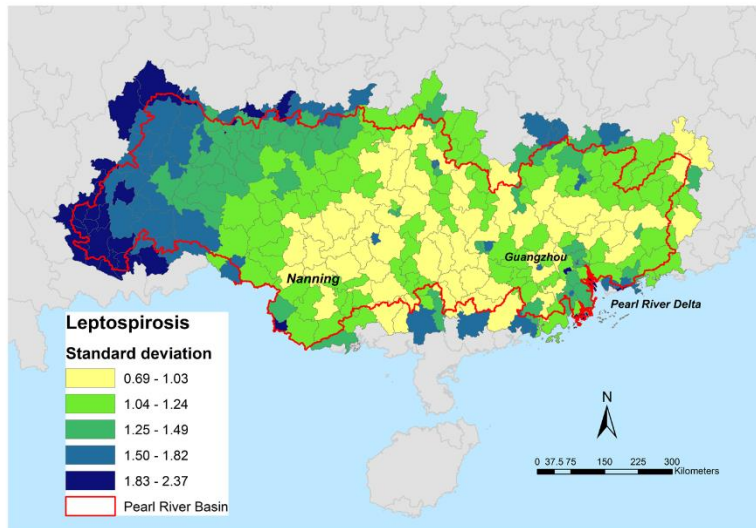 Nanning
Guangzhou
Pearl River Delta
Leptospirosis
Standard deviation
0.69 - 1.03
1.04 - 1.24
1.25 - 1.49
1.50 - 1.82
1.83 - 2.37
Pearl River Basin
N
0 37.5 75 150 225 300
Kilometers